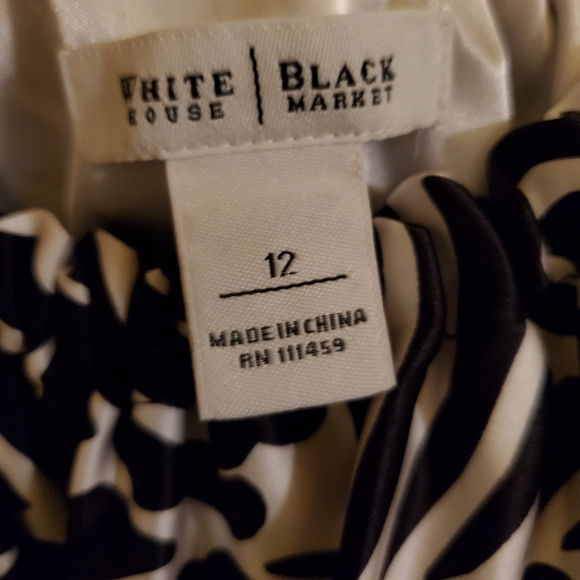 WHITE HOUSE | BLACK MARKET
12
MADE IN CHINA
RN 111459